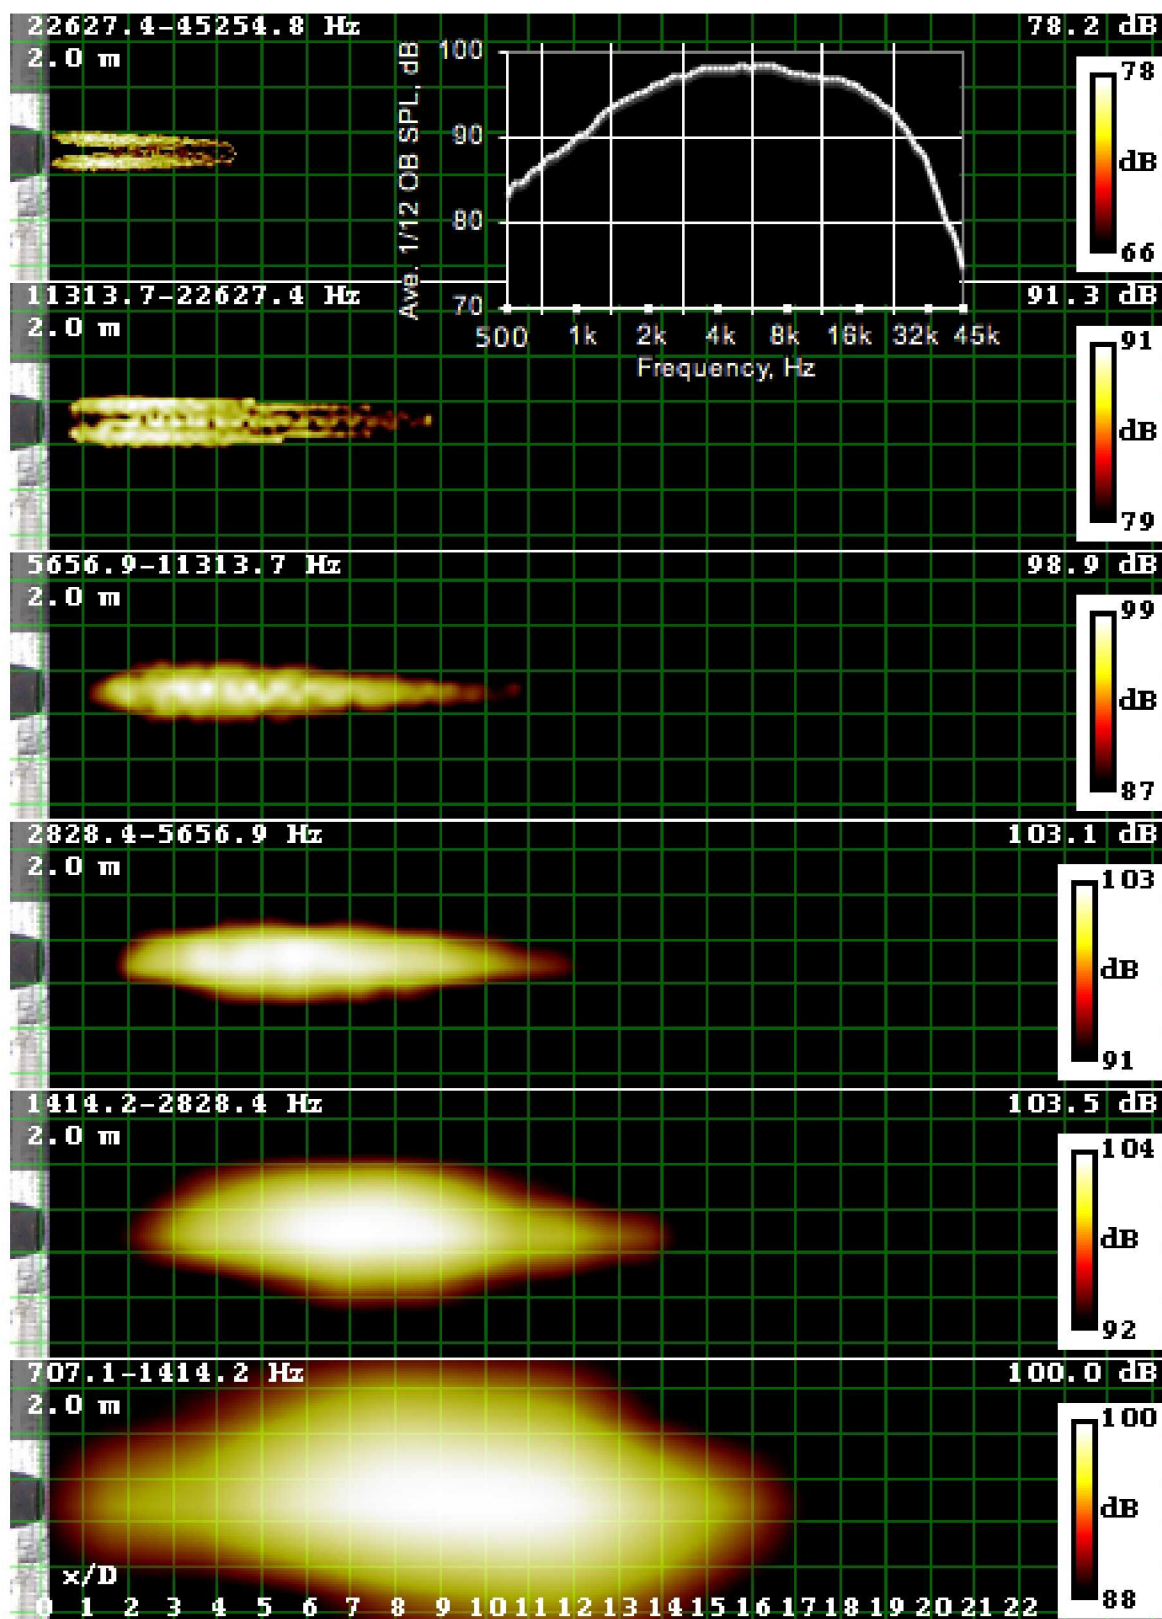 22627.4-45254.8 Hz 78.2 dB
2.0 m
78
dB
66
Ave. 1/12 OB SPL, dB
100
90
80
70
500 1k 2k 4k 8k 16k 32k 45k
Frequency, Hz
11313.7-22627.4 Hz 91.3 dB
2.0 m
91
dB
79
5656.9-11313.7 Hz 98.9 dB
2.0 m
99
dB
87
2828.4-5656.9 Hz 103.1 dB
2.0 m
103
dB
91
1414.2-2828.4 Hz 103.5 dB
2.0 m
104
dB
92
707.1-1414.2 Hz 100.0 dB
2.0 m
100
dB
88
x/D
0 1 2 3 4 5 6 7 8 9 10 11 12 13 14 15 16 17 18 19 20 21 22